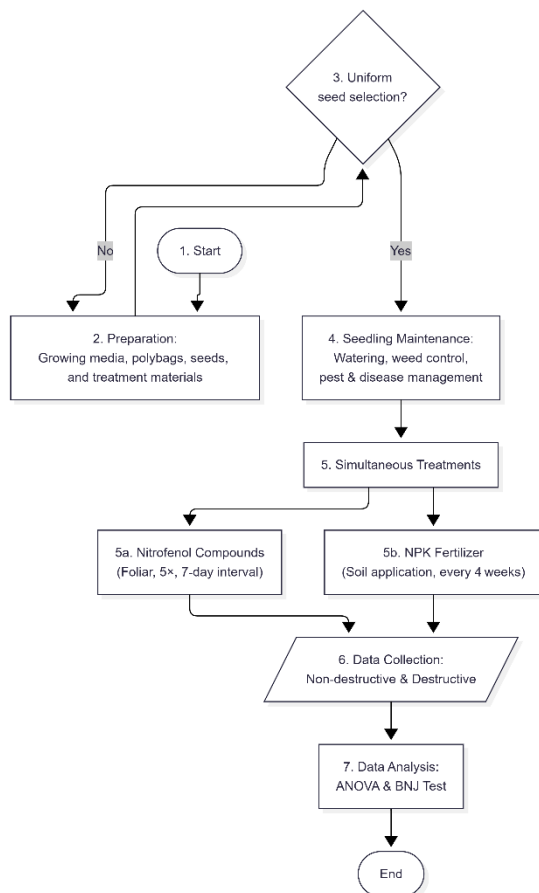 3. Uniform
seed selection?
No
1. Start
Yes
2. Preparation:
Growing media, polybags, seeds,
and treatment materials
4. Seedling Maintenance:
Watering, weed control,
pest & disease management
5. Simultaneous Treatments
5a. Nitrofenol Compounds
(Foliar, 5×, 7-day interval)
5b. NPK Fertilizer
(Soil application, every 4 weeks)
6. Data Collection:
Non-destructive & Destructive
7. Data Analysis:
ANOVA & BNJ Test
End